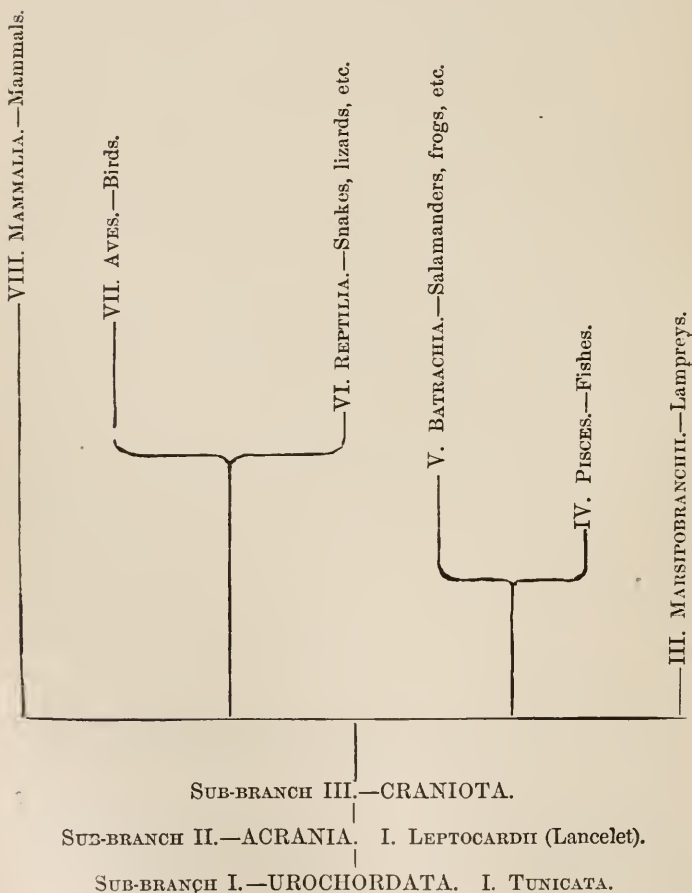 VIII. MAMMALIA.—Mammals.
VII. AVES.—Birds.
VI. REPTILIA.—Snakes, lizards, etc.
V. BATRACHIA.—Salamanders, frogs, etc.
IV. PISCES.—Fishes.
III. MARSIPOBRANCHII.—Lampreys.
SUB-BRANCH III.—CRANIOTA.
SUB-BRANCH II.—ACRANIA. I. LEPTOCARDII (Lancelet).
SUB-BRANCH I.—UROCHORDATA. I. TUNICATA.